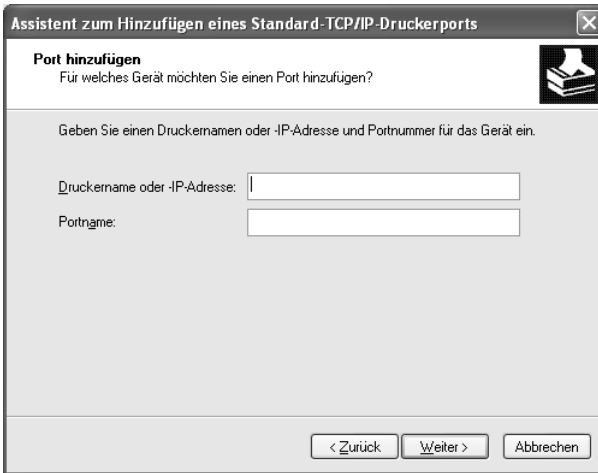 Assistent zum Hinzufügen eines Standard-TCP/IP-Druckerports
Port hinzufügen
Für welches Gerät möchten Sie einen Port hinzufügen?
Geben Sie einen Druckernamen oder -IP-Adresse und Portnummer für das Gerät ein.
Druckername oder -IP-Adresse:
Portname:
< Zurück Weiter > Abbrechen